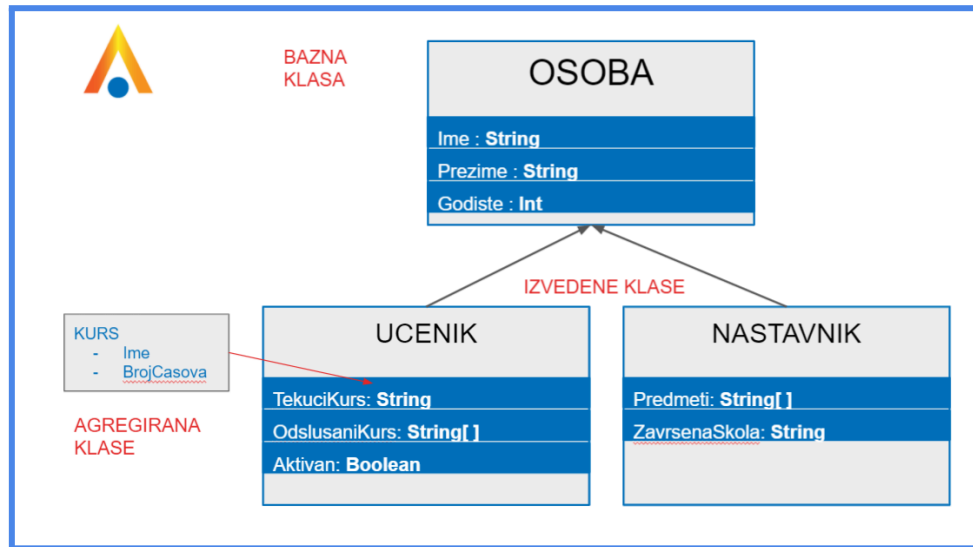 BAZNA
KLASA
OSOBA
Ime : String
Prezime : String
Godiste : Int
IZVEDENE KLASE
KURS
- Ime
- BrojCasova
AGREGIRANA
KLASE
UCENIK
TekuciKurs: String
OdslusaniKurs: String[ ]
Aktivan: Boolean
NASTAVNIK
Predmeti: String[ ]
ZavrsenaSkola: String